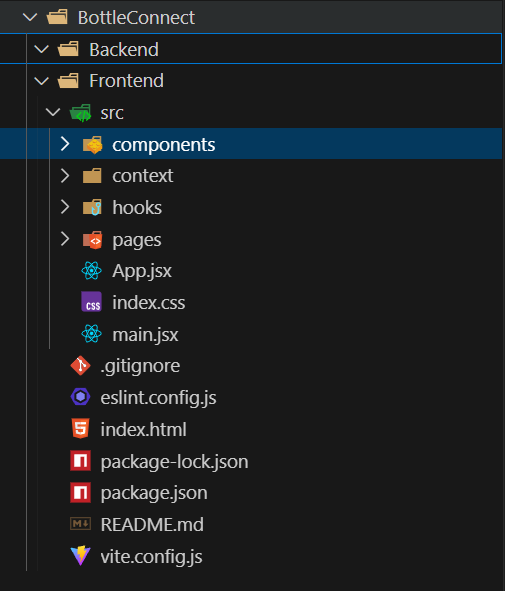 BottleConnect
Backend
Frontend
src
components
context
hooks
pages
App.jsx
index.css
main.jsx
.gitignore
eslint.config.js
index.html
package-lock.json
package.json
README.md
vite.config.js